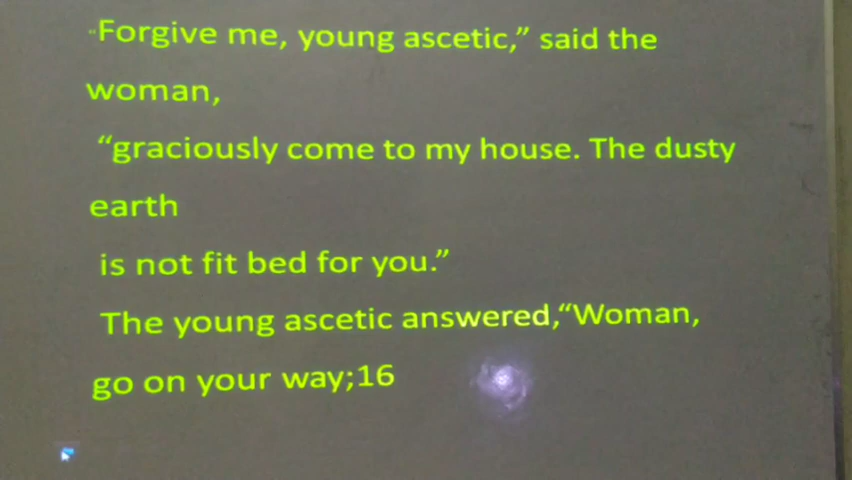 “Forgive me, young ascetic,” said the
woman,
“graciously come to my house. The dusty
earth
is not fit bed for you.”
The young ascetic answered,“Woman,
go on your way;16